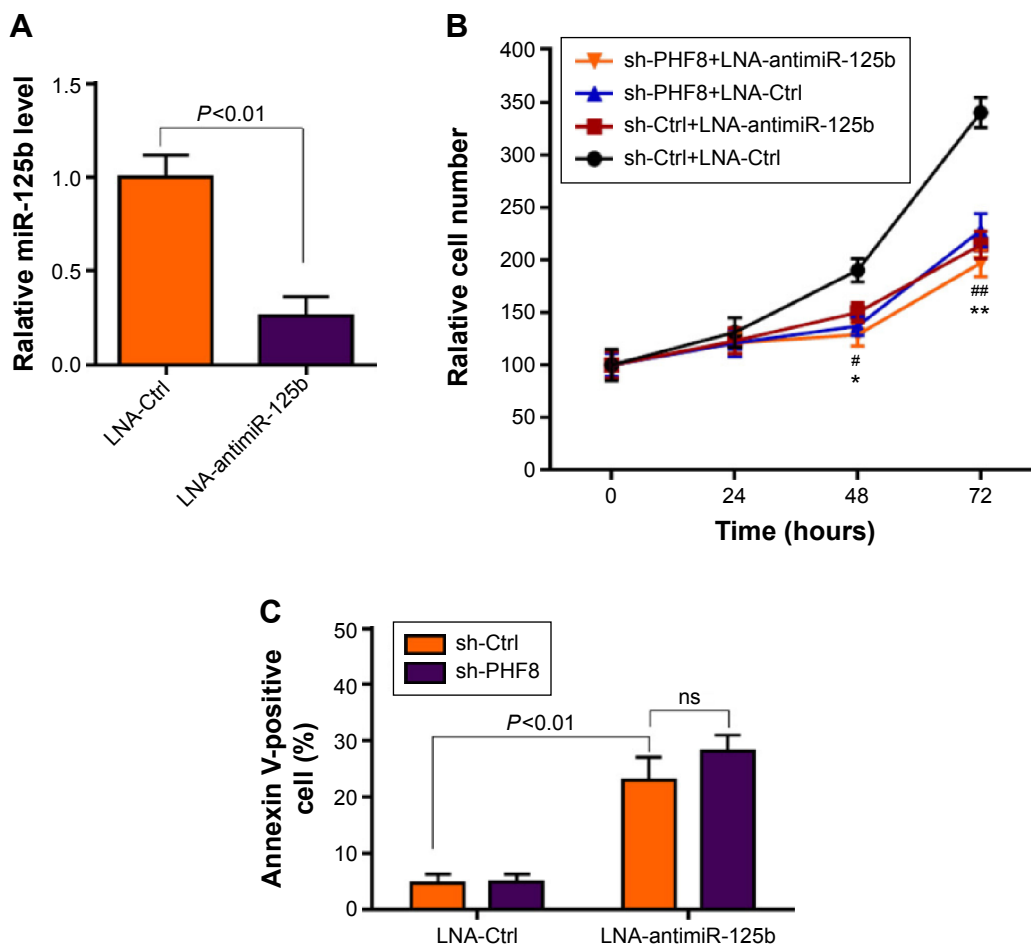 A
Ralative miR-125b level
1.5
1.0
0.5
0.0
P<0.01
LNA-Ctrl
LNA-antimiR-125b
B
Ralative cell number
400
350
300
250
200
150
100
50
0
sh-PHF8+LNA-antimiR-125b
sh-PHF8+LNA-Ctrl
sh-Ctrl+LNA-antimiR-125b
sh-Ctrl+LNA-Ctrl
#
*
##
**
0 24 48 72
Time (hours)
C
Annexin V-positive
cell (%)
50
40
30
20
10
0
sh-Ctrl
sh-PHF8
P<0.01
ns
LNA-Ctrl LNA-antimiR-125b